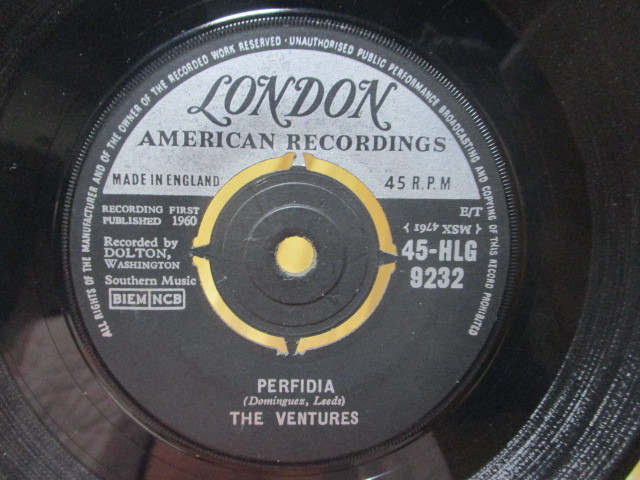 ALL RIGHTS OF THE MANUFACTURER AND OF THE OWNER OF THE RECORDED WORK RESERVED · UNAUTHORISED PUBLIC PERFORMANCE BROADCASTING AND COPYING OF THIS RECORD PROHIBITED
LONDON
AMERICAN RECORDINGS
MADE IN ENGLAND
45 R.P.M
RECORDING FIRST
PUBLISHED 1960
E/T
MSX 4761
Recorded by
DOLTON,
WASHINGTON
45-HLG
9232
Southern Music
BIEM NCB
PERFIDIA
(Dominguez, Leeds)
THE VENTURES